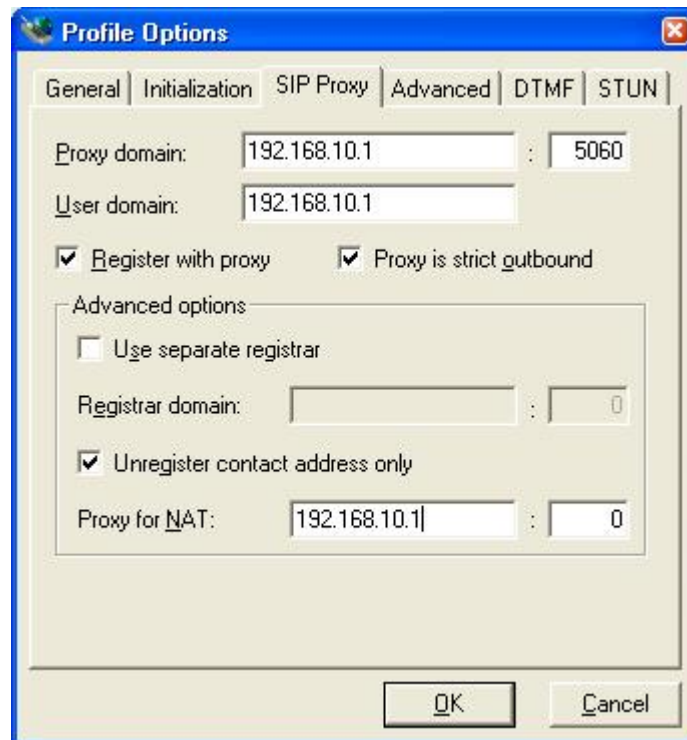 Profile Options
General Initialization SIP Proxy Advanced DTMF STUN
Proxy domain: 192.168.10.1 : 5060
User domain: 192.168.10.1
Register with proxy Proxy is strict outbound
Advanced options
Use separate registrar
Registrar domain: : 0
Unregister contact address only
Proxy for NAT: 192.168.10.1 : 0
OK Cancel